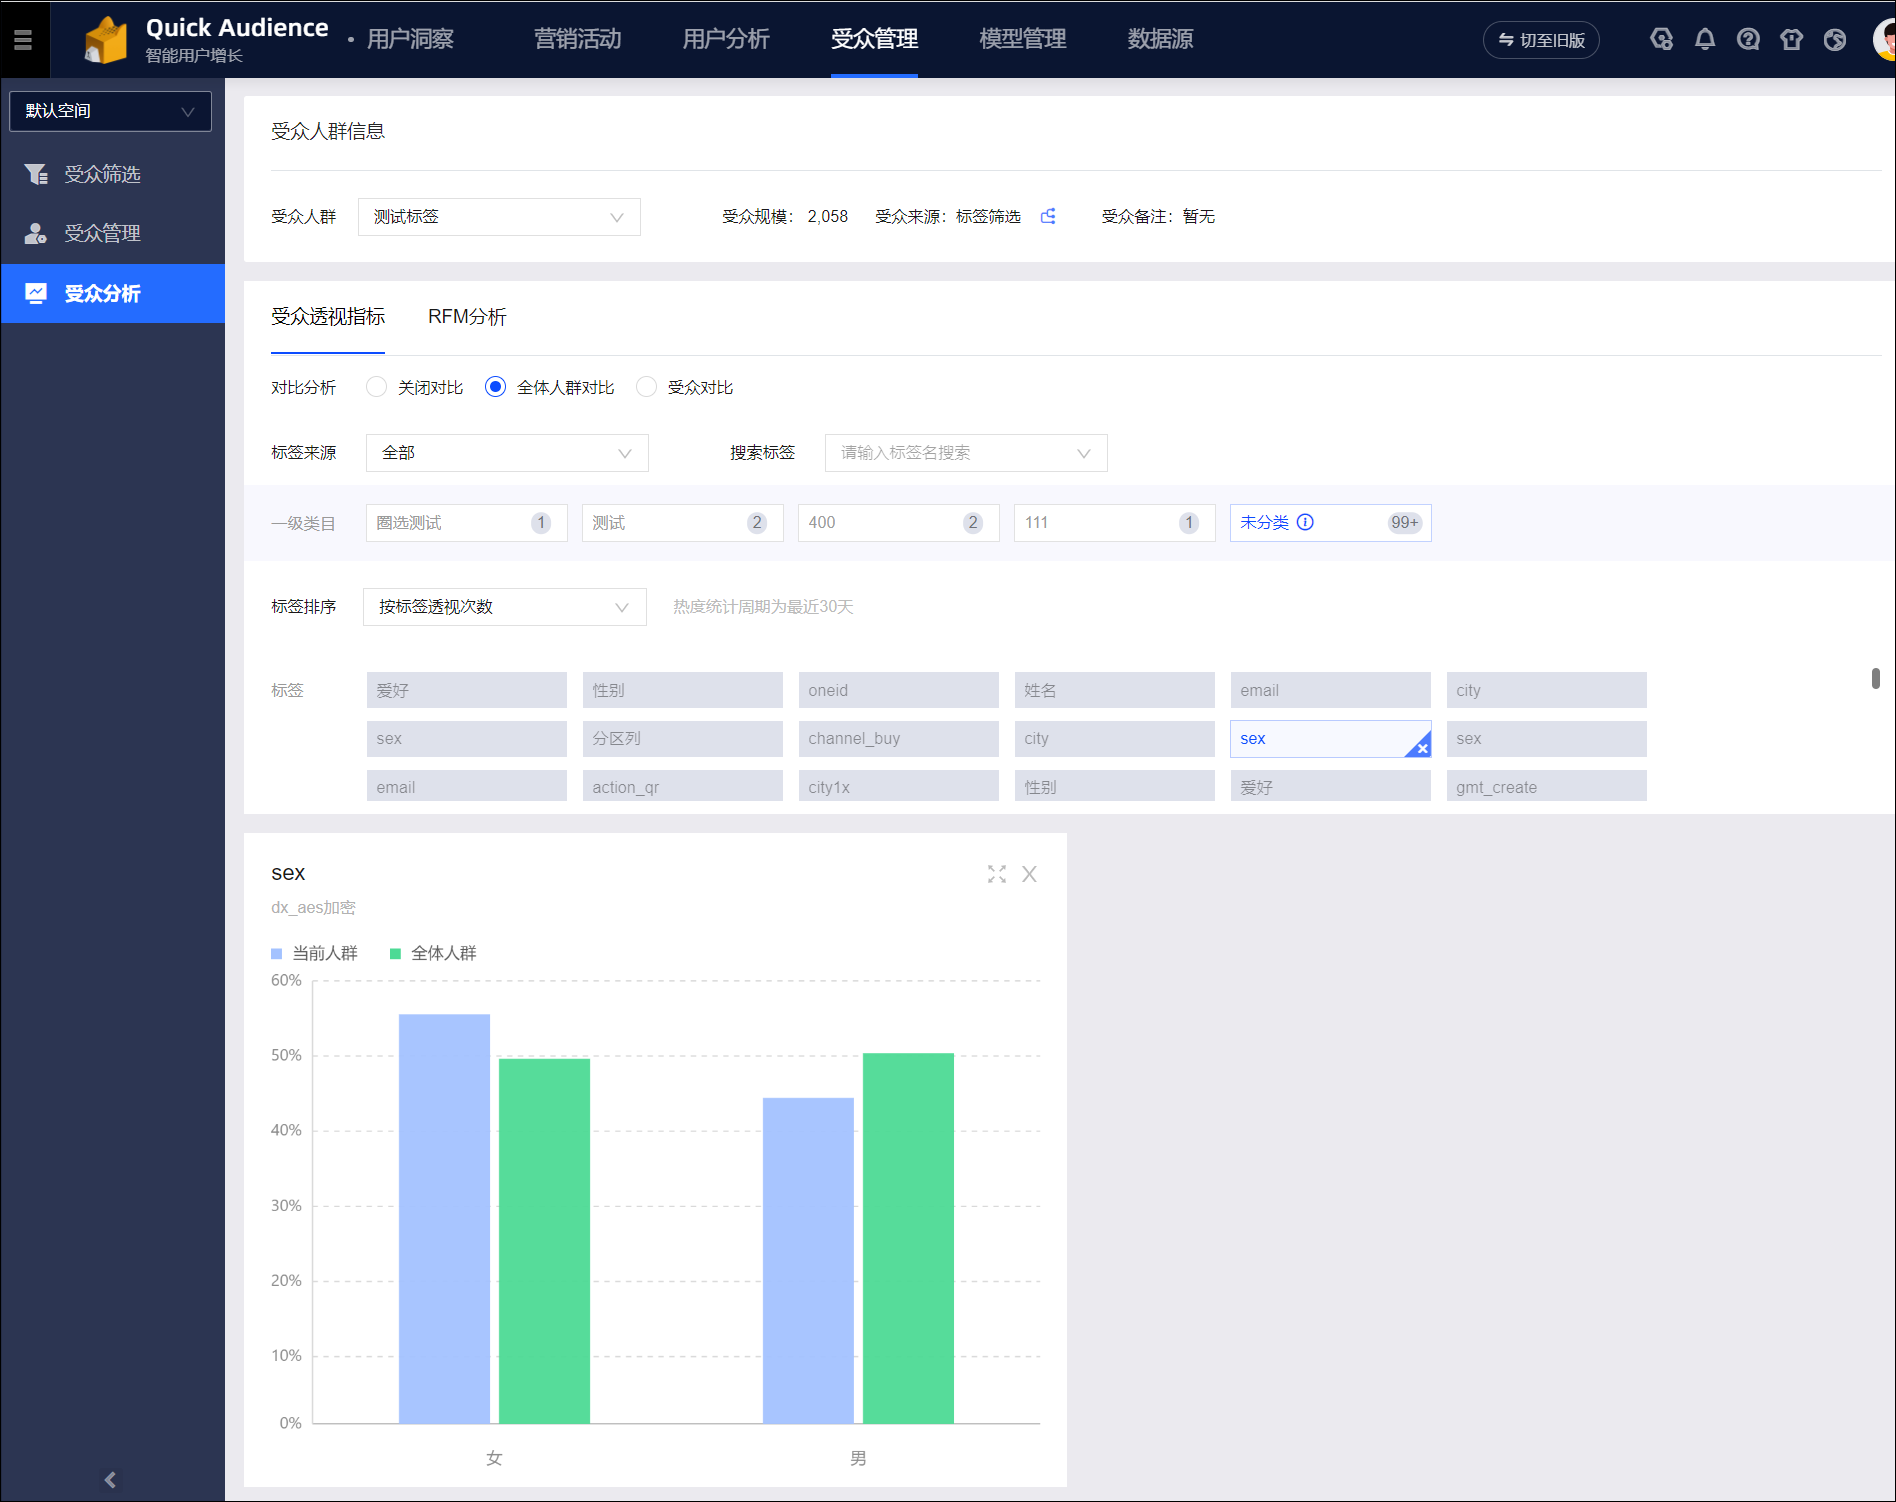 Quick Audience
智能用户增长
· 用户洞察 营销活动 用户分析 受众管理 模型管理 数据源 切至旧版
默认空间
受众筛选
受众管理
受众分析
受众人群信息
受众人群 测试标签 受众规模： 2,058 受众来源：标签筛选 受众备注：暂无
受众透视指标 RFM分析
对比分析 关闭对比 全体人群对比 受众对比
标签来源 全部 搜索标签 请输入标签名搜索
一级类目 圈选测试 1 测试 2 400 2 111 1 未分类 99+
标签排序 按标签透视次数 热度统计周期为最近30天
标签 爱好 性别 oneid 姓名 email city
sex 分区列 channel_buy city sex sex
email action_qr city1x 性别 爱好 gmt_create
sex
dx_aes加密
当前人群 全体人群
60%
50%
40%
30%
20%
10%
0%
女 男